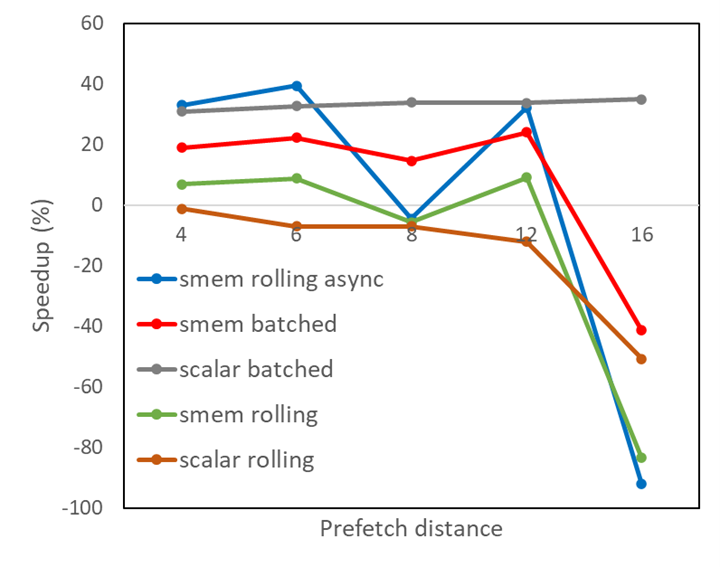 60
40
20
0
-20
-40
-60
-80
-100
Speedup (%)
4 6 8 12 16
smem rolling async
smem batched
scalar batched
smem rolling
scalar rolling
Prefetch distance